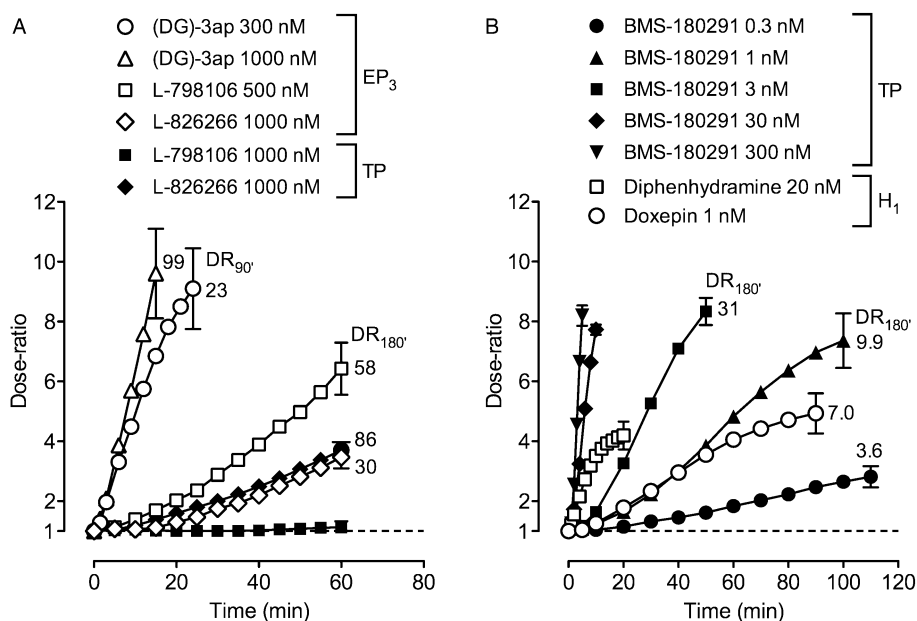 A
(DG)-3ap 300 nM
(DG)-3ap 1000 nM
L-798106 500 nM
L-826266 1000 nM
EP3
L-798106 1000 nM
L-826266 1000 nM
TP
12
10
8
6
4
2
1
Dose-ratio
99
DR90'
23
DR180'
58
86
30
0
20
40
60
80
Time (min)
B
BMS-180291 0.3 nM
BMS-180291 1 nM
BMS-180291 3 nM
BMS-180291 30 nM
BMS-180291 300 nM
TP
Diphenhydramine 20 nM
Doxepin 1 nM
H1
12
10
8
6
4
2
1
Dose-ratio
DR180'
31
DR180'
9.9
7.0
3.6
0
20
40
60
80
100
120
Time (min)